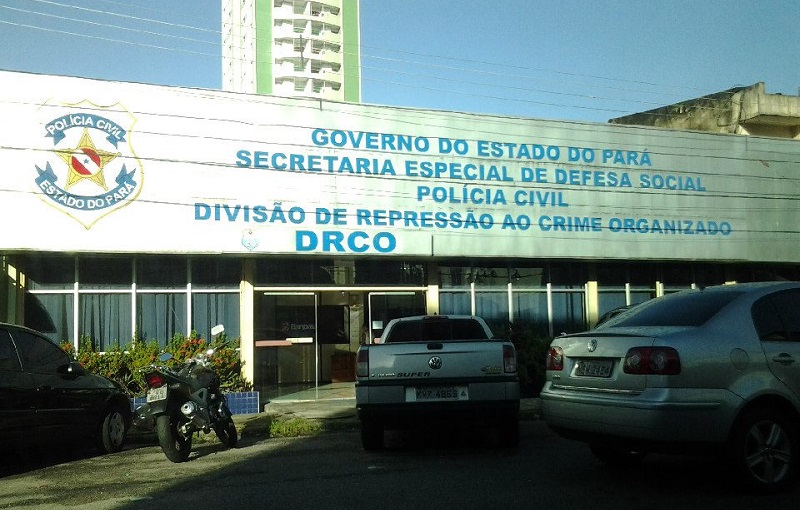 POLÍCIA CIVIL
ESTADO DO PARÁ
GOVERNO DO ESTADO DO PARÁ
SECRETARIA ESPECIAL DE DEFESA SOCIAL
POLÍCIA CIVIL
DIVISÃO DE REPRESSÃO AO CRIME ORGANIZADO
DRCO
SUPER